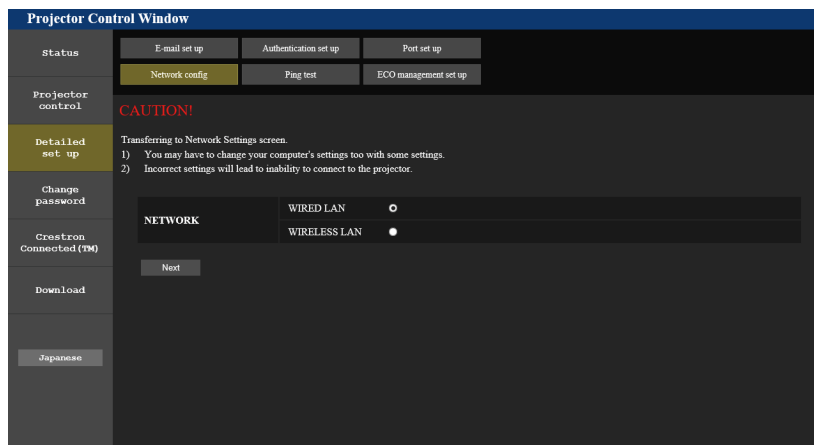 Projector Control Window
Status
Projector
control
Detailed
set up
Change
password
Crestron
Connected(TM)
Download
Japanese
E-mail set up
Authentication set up
Port set up
Network config
Ping test
ECO management set up
CAUTION!
Transferring to Network Settings screen.
1) You may have to change your computer's settings too with some settings.
2) Incorrect settings will lead to inability to connect to the projector.
NETWORK
WIRED LAN
WIRELESS LAN
Next